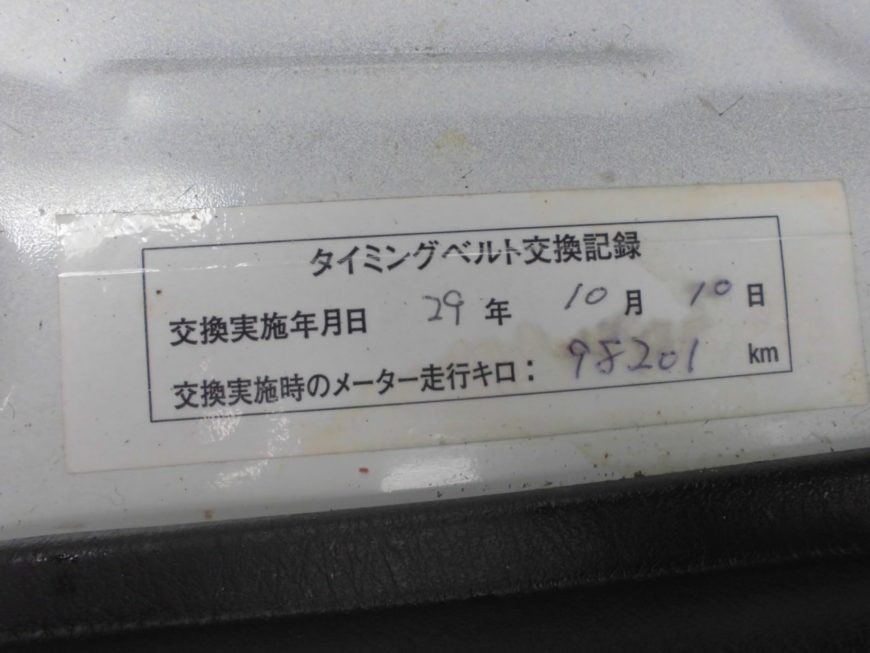 タイミングベルト交換記録
交換実施年月日 29 年 10 月 10 日
交換実施時のメーター走行キロ： 98201 km